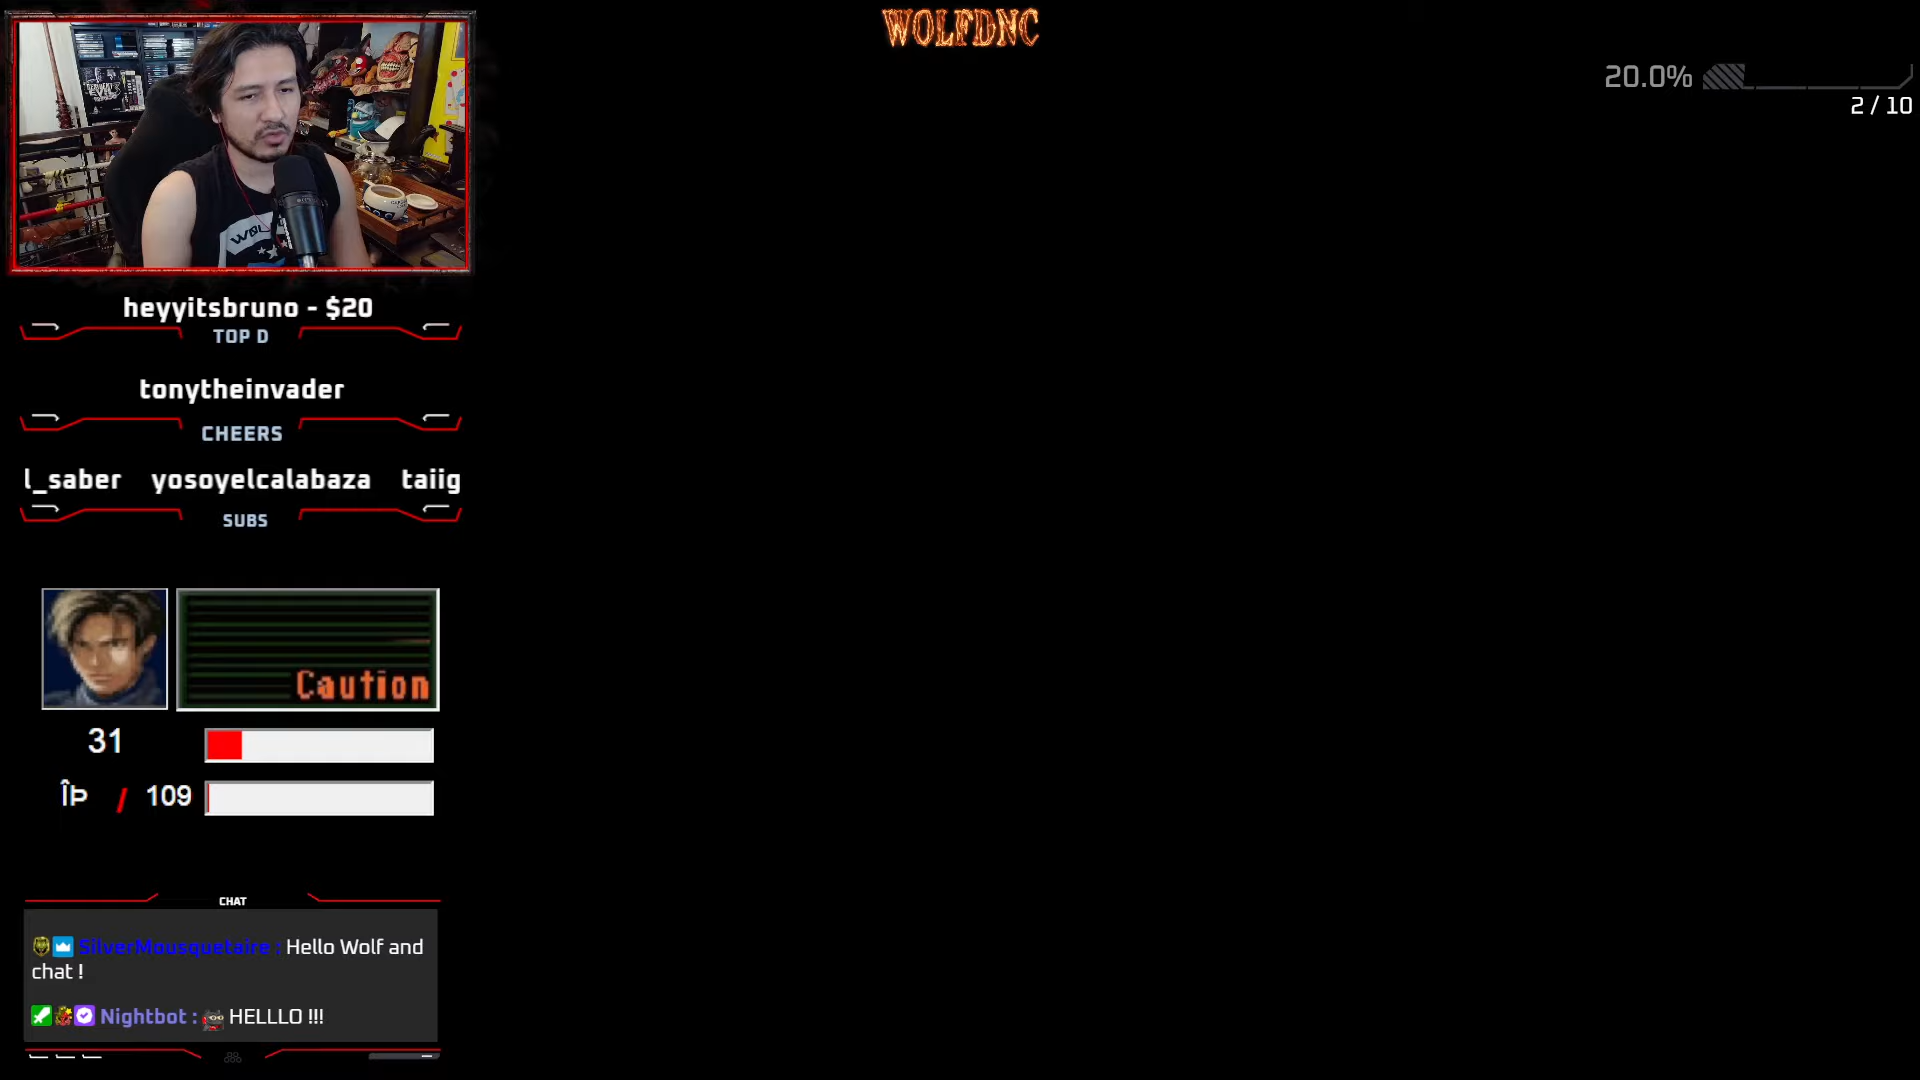 WOLFDNC
20.0%
2 / 10
heyyitsbruno - $20
TOP D
tonytheinvader
CHEERS
l_saber yosoyelcalabaza taiig
SUBS
Caution
31
ÎÞ / 109
CHAT
SilverMousquetaire : Hello Wolf and
chat !
Nightbot : HELLLO !!!